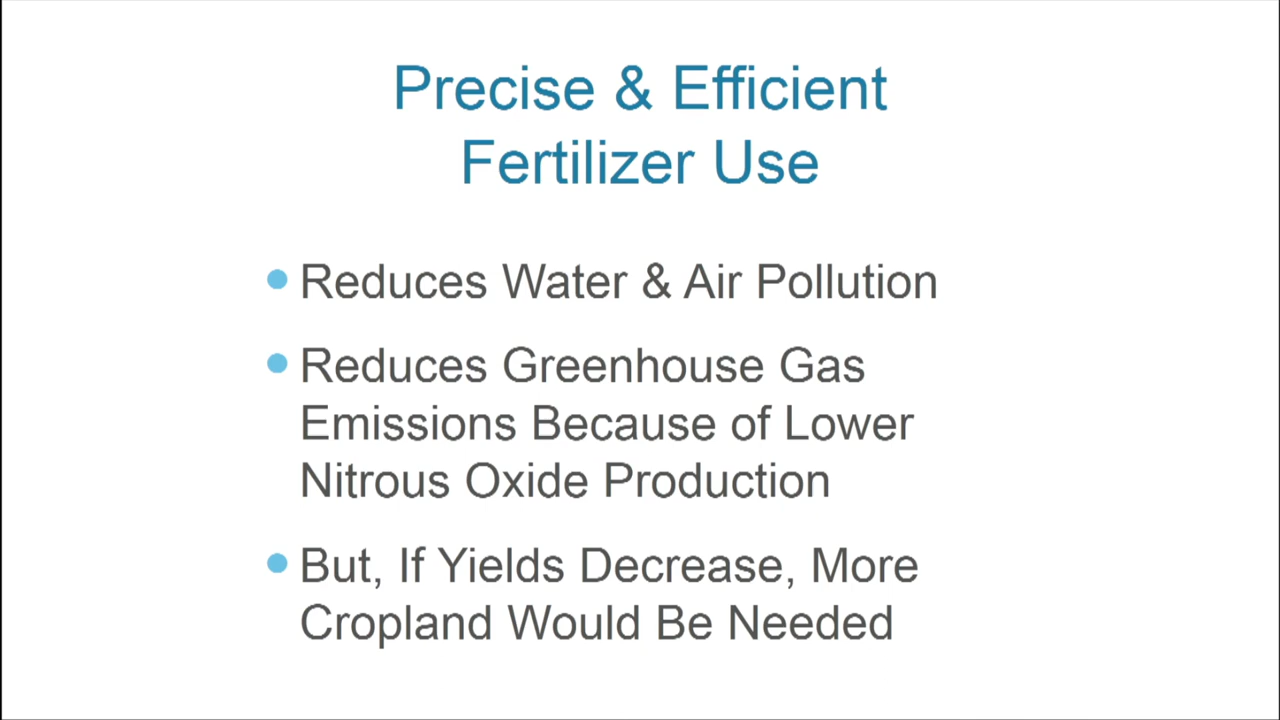 Precise & Efficient
Fertilizer Use
Reduces Water & Air Pollution
Reduces Greenhouse Gas
Emissions Because of Lower
Nitrous Oxide Production
But, If Yields Decrease, More
Cropland Would Be Needed